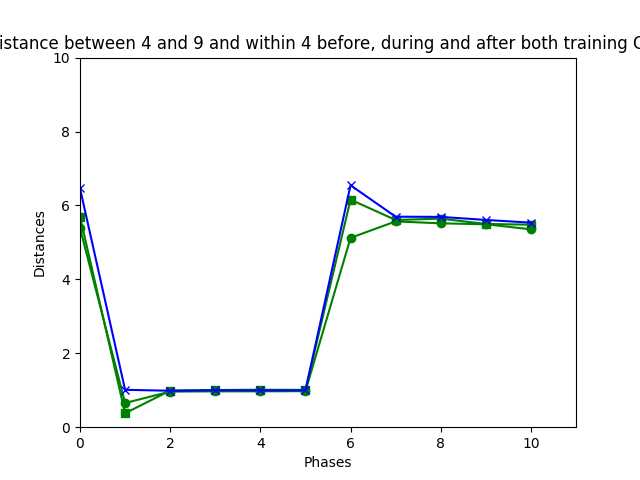 istance between 4 and 9 and within 4 before, during and after both training
10
8
6
4
2
0
Distances
0 2 4 6 8 10
Phases